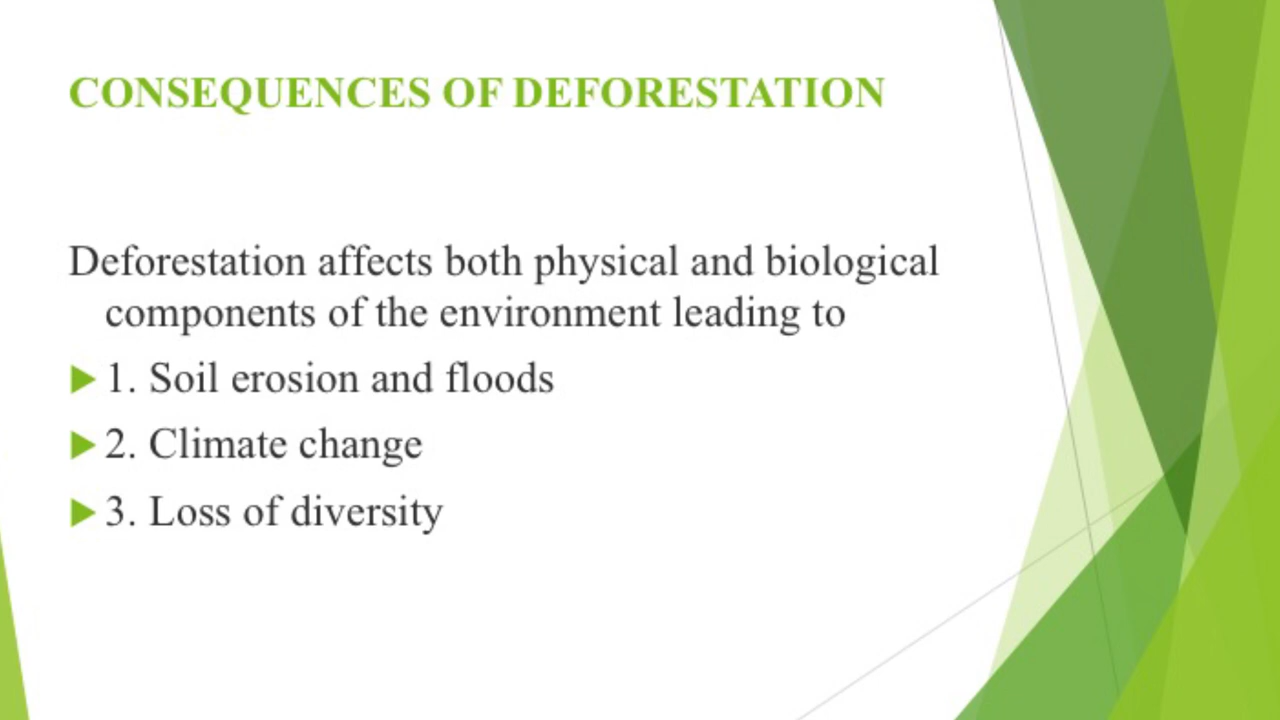 CONSEQUENCES OF DEFORESTATION
Deforestation affects both physical and biological
components of the environment leading to
1. Soil erosion and floods
2. Climate change
3. Loss of diversity